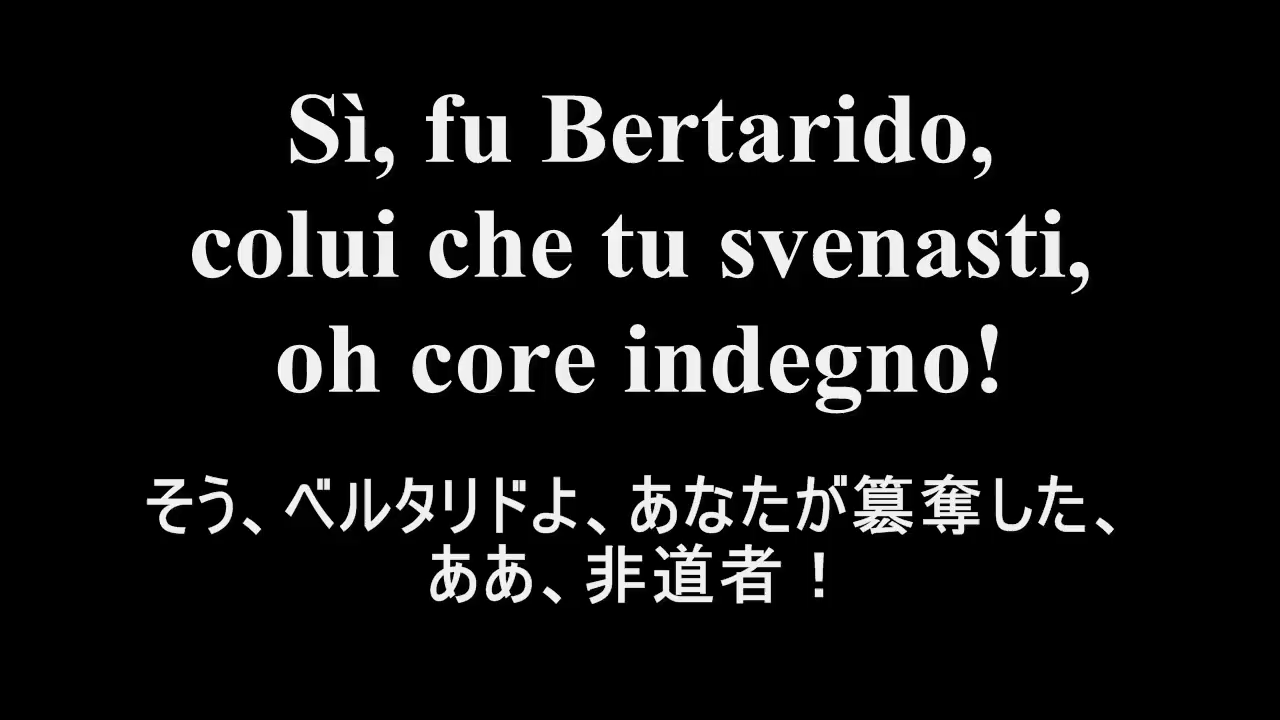 Sì, fu Bertarido,
colui che tu svenasti,
oh core indegno!
そう、ベルタリドよ、あなたが簒奪した、
ああ、非道者！